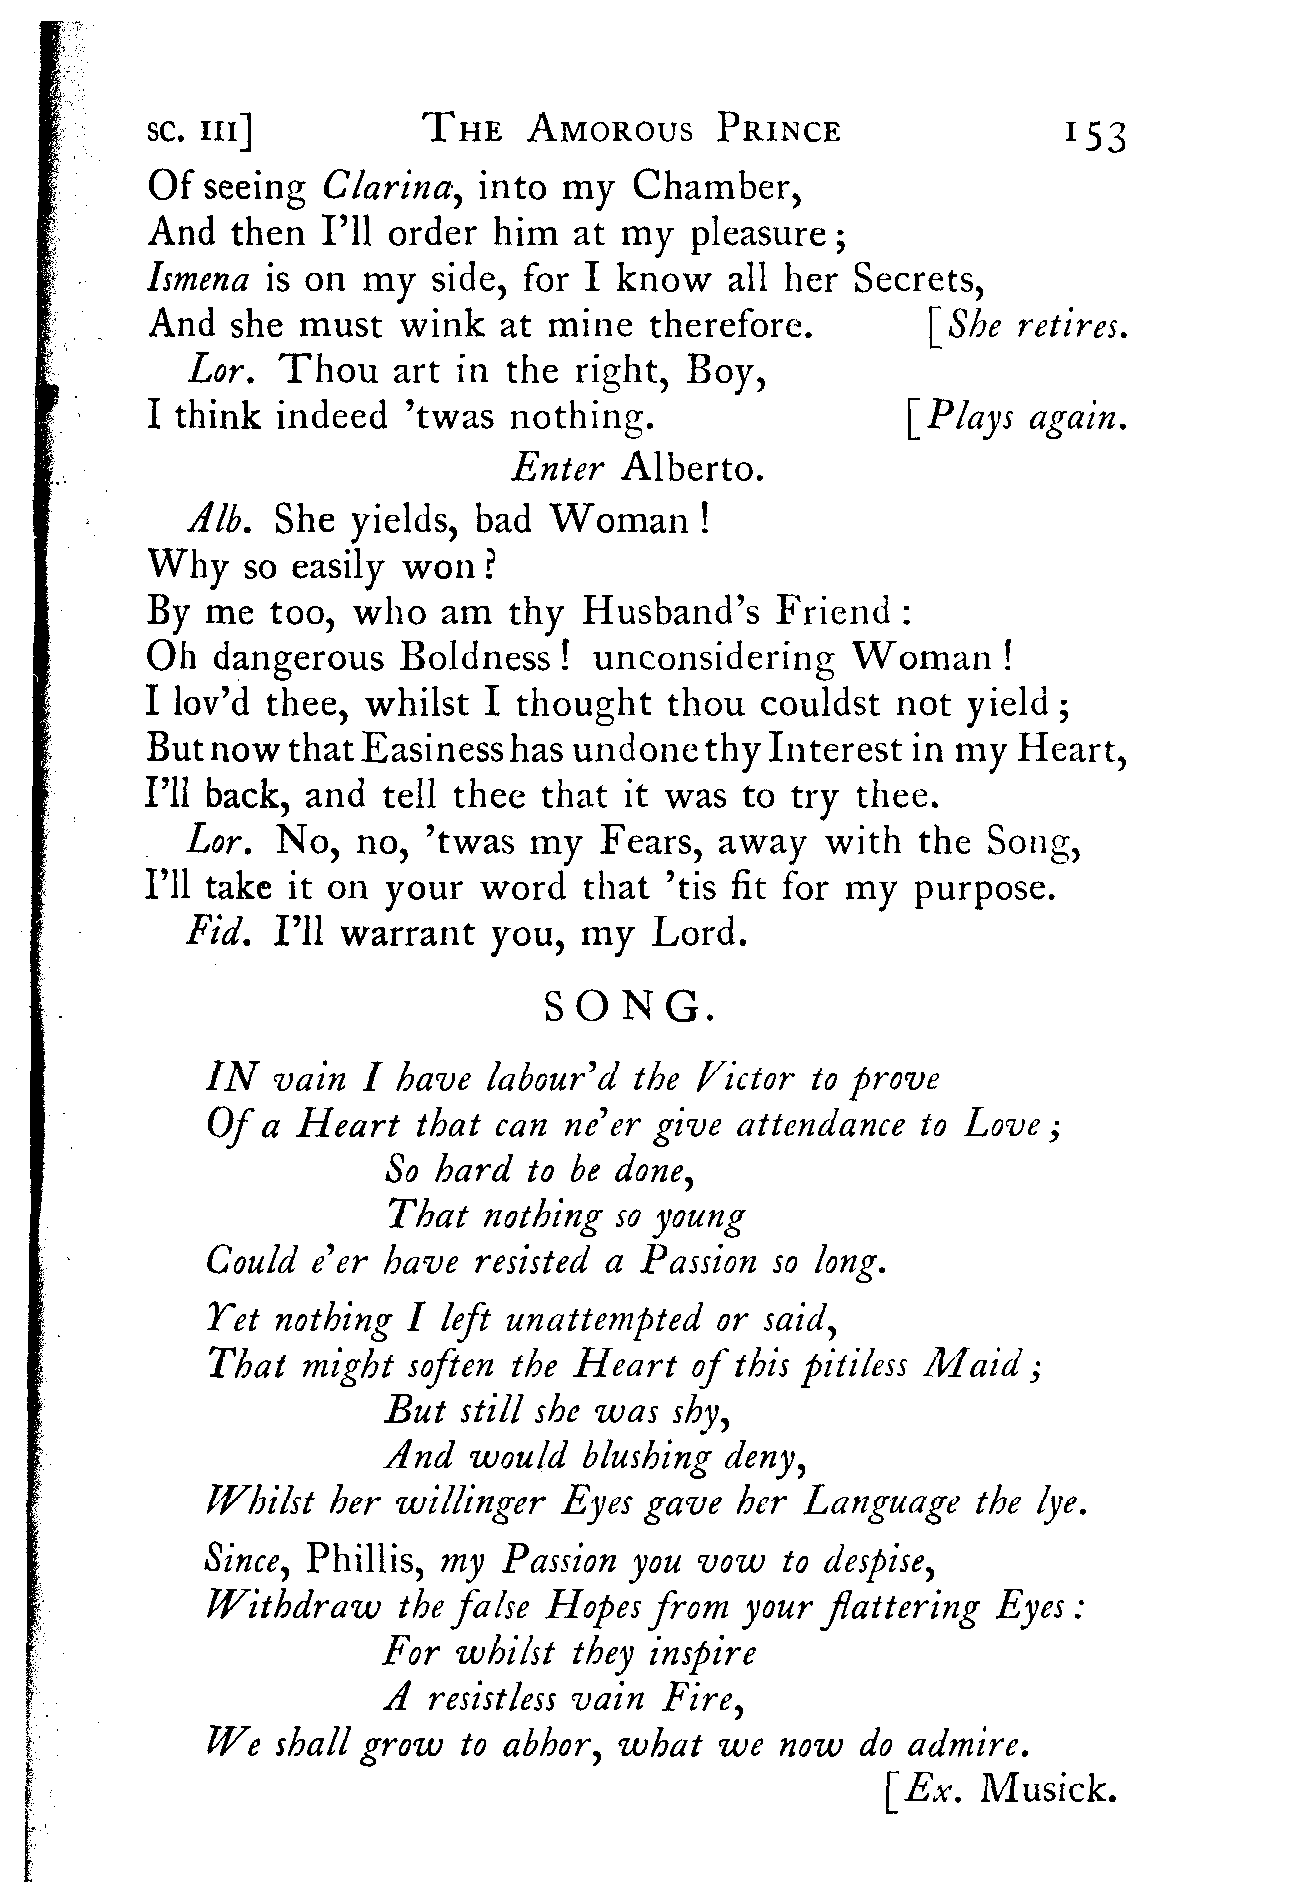 SC. III] THE AMOROUS PRINCE 153
Of seeing Clarina, into my Chamber,
And then I'll order him at my pleasure;
Ismena is on my side, for I know all her Secrets,
And she must wink at mine therefore. [She retires.
Lor. Thou art in the right, Boy,
I think indeed 'twas nothing. [Plays again.
Enter Alberto.
Alb. She yields, bad Woman!
Why so easily won?
By me too, who am thy Husband's Friend:
Oh dangerous Boldness! unconsidering Woman!
I lov'd thee, whilst I thought thou couldst not yield;
But now that Easiness has undone thy Interest in my Heart,
I'll back, and tell thee that it was to try thee.
Lor. No, no, 'twas my Fears, away with the Song,
I'll take it on your word that 'tis fit for my purpose.
Fid. I'll warrant you, my Lord.
SONG.
IN vain I have labour'd the Victor to prove
Of a Heart that can ne'er give attendance to Love;
So hard to be done,
That nothing so young
Could e'er have resisted a Passion so long.
Yet nothing I left unattempted or said,
That might soften the Heart of this pitiless Maid;
But still she was shy,
And would blushing deny,
Whilst her willinger Eyes gave her Language the lye.
Since, Phillis, my Passion you vow to despise,
Withdraw the false Hopes from your flattering Eyes:
For whilst they inspire
A resistless vain Fire,
We shall grow to abhor, what we now do admire.
[Ex. Musick.